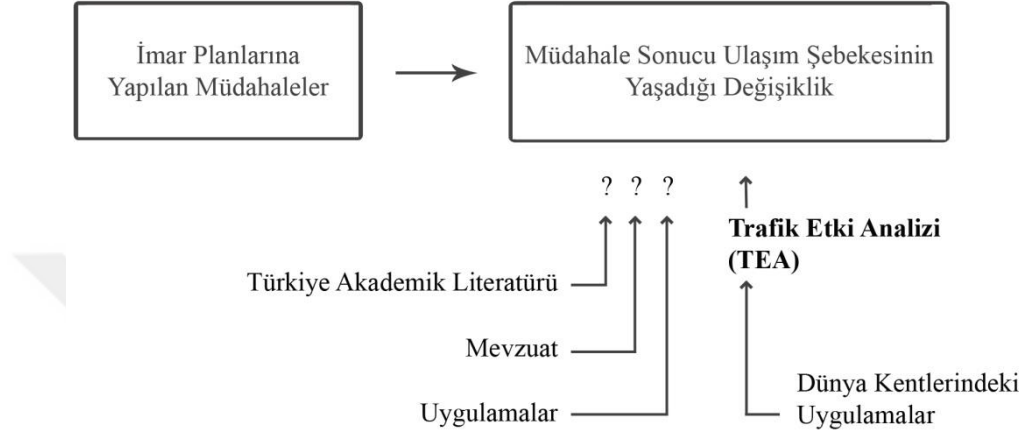 İmar Planlarına
Yapılan Müdahaleler
Müdahale Sonucu Ulaşım Şebekesinin
Yaşadığı Değişiklik
? ? ?
Trafik Etki Analizi
(TEA)
Türkiye Akademik Literatürü
Mevzuat
Uygulamalar
Dünya Kentlerindeki
Uygulamalar